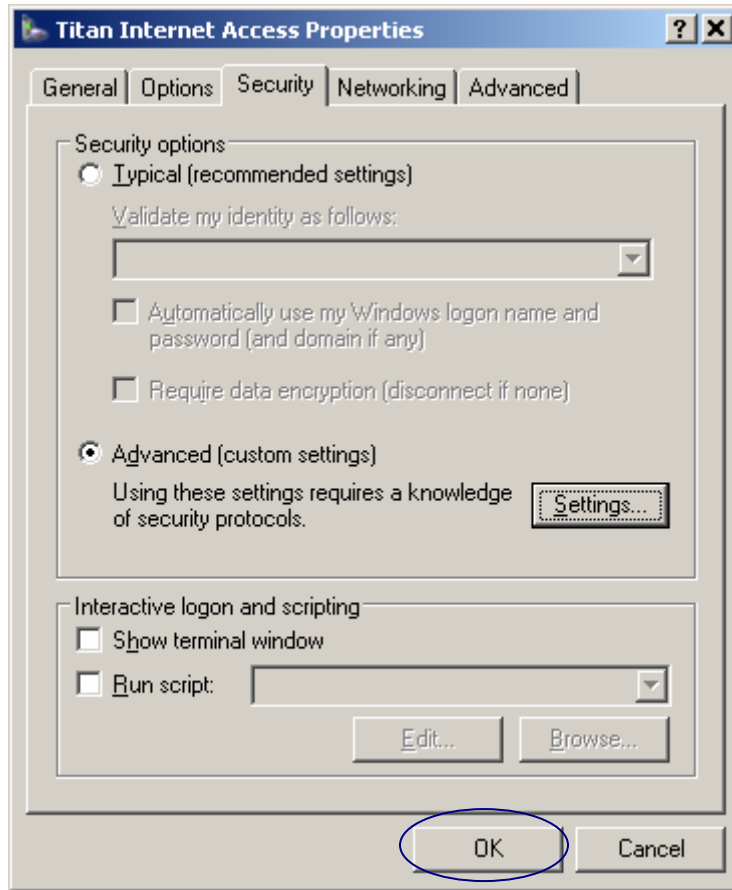 Titan Internet Access Properties
General Options Security Networking Advanced
Security options
Typical (recommended settings)
Validate my identity as follows:
Automatically use my Windows logon name and
password (and domain if any)
Require data encryption (disconnect if none)
Advanced (custom settings)
Using these settings requires a knowledge
of security protocols.
Settings...
Interactive logon and scripting
Show terminal window
Run script:
Edit... Browse...
OK Cancel